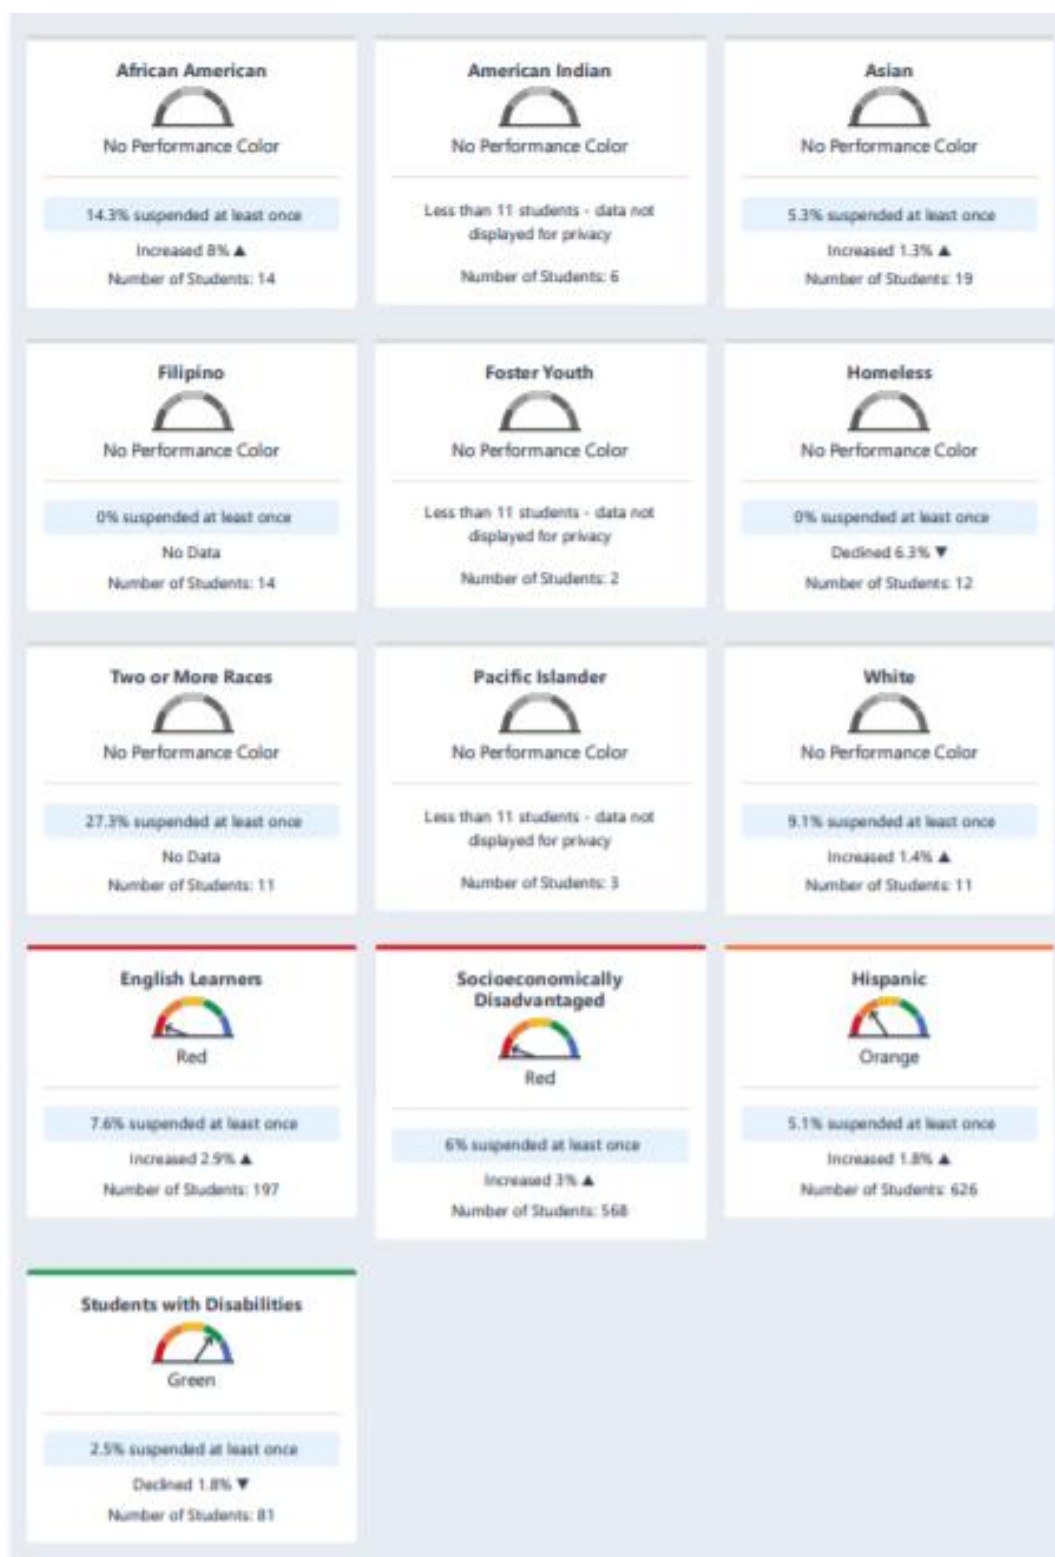 African American
No Performance Color
14.3% suspended at least once
Increased 8% ▲
Number of Students: 14
American Indian
No Performance Color
Less than 11 students - data not
displayed for privacy
Number of Students: 6
Asian
No Performance Color
5.3% suspended at least once
Increased 1.3% ▲
Number of Students: 19
Filipino
No Performance Color
0% suspended at least once
No Data
Number of Students: 14
Foster Youth
No Performance Color
Less than 11 students - data not
displayed for privacy
Number of Students: 2
Homeless
No Performance Color
0% suspended at least once
Declined 6.3% ▼
Number of Students: 12
Two or More Races
No Performance Color
27.3% suspended at least once
No Data
Number of Students: 11
Pacific Islander
No Performance Color
Less than 11 students - data not
displayed for privacy
Number of Students: 3
White
No Performance Color
9.1% suspended at least once
Increased 1.4% ▲
Number of Students: 11
English Learners
Red
7.6% suspended at least once
Increased 2.9% ▲
Number of Students: 197
Socioeconomically
Disadvantaged
Red
6% suspended at least once
Increased 3% ▲
Number of Students: 568
Hispanic
Orange
5.1% suspended at least once
Increased 1.8% ▲
Number of Students: 626
Students with Disabilities
Green
2.5% suspended at least once
Declined 1.8% ▼
Number of Students: 81